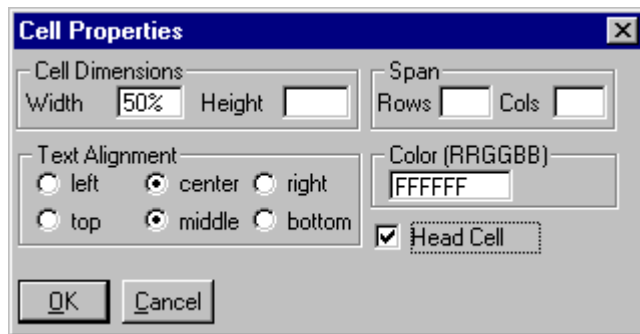 Cell Properties
Cell Dimensions
Width 50% Height
Span
Rows Cols
Text Alignment
left center right
top middle bottom
Color (RRGGBB)
FFFFFF
Head Cell
OK Cancel